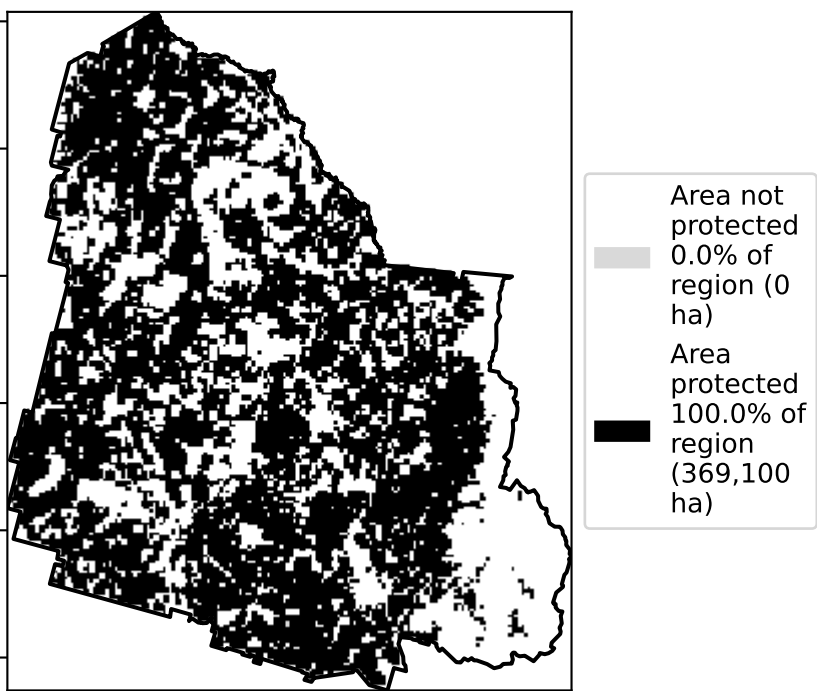 Area not
protected
0.0% of
region (0
ha)
Area
protected
100.0% of
region
(369,100
ha)